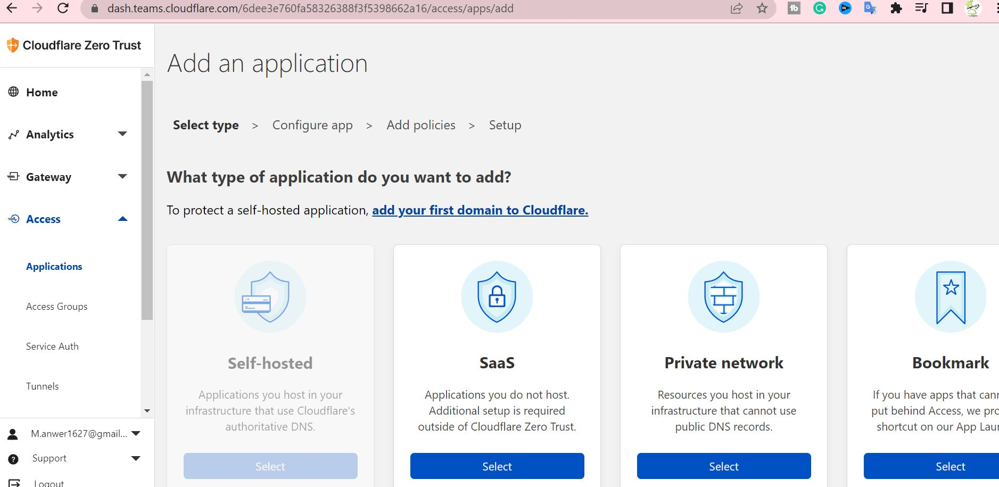 dash.teams.cloudflare.com/6dee3e760fa58326388f3f5398662a16/access/apps/add
Cloudflare Zero Trust
Home
Analytics
Gateway
Access
Applications
Access Groups
Service Auth
Tunnels
M.anwer1627@gmail...
Support
Logout
Add an application
Select type > Configure app > Add policies > Setup
What type of application do you want to add?
To protect a self-hosted application, add your first domain to Cloudflare.
Self-hosted
Applications you host in your
infrastructure that use Cloudflare's
authoritative DNS.
Select
SaaS
Applications you do not host.
Additional setup is required
outside of Cloudflare Zero Trust.
Select
Private network
Resources you host in your
infrastructure that cannot use
public DNS records.
Select
Bookmark
If you have apps that
put behind Access, we
shortcut on our App
Select